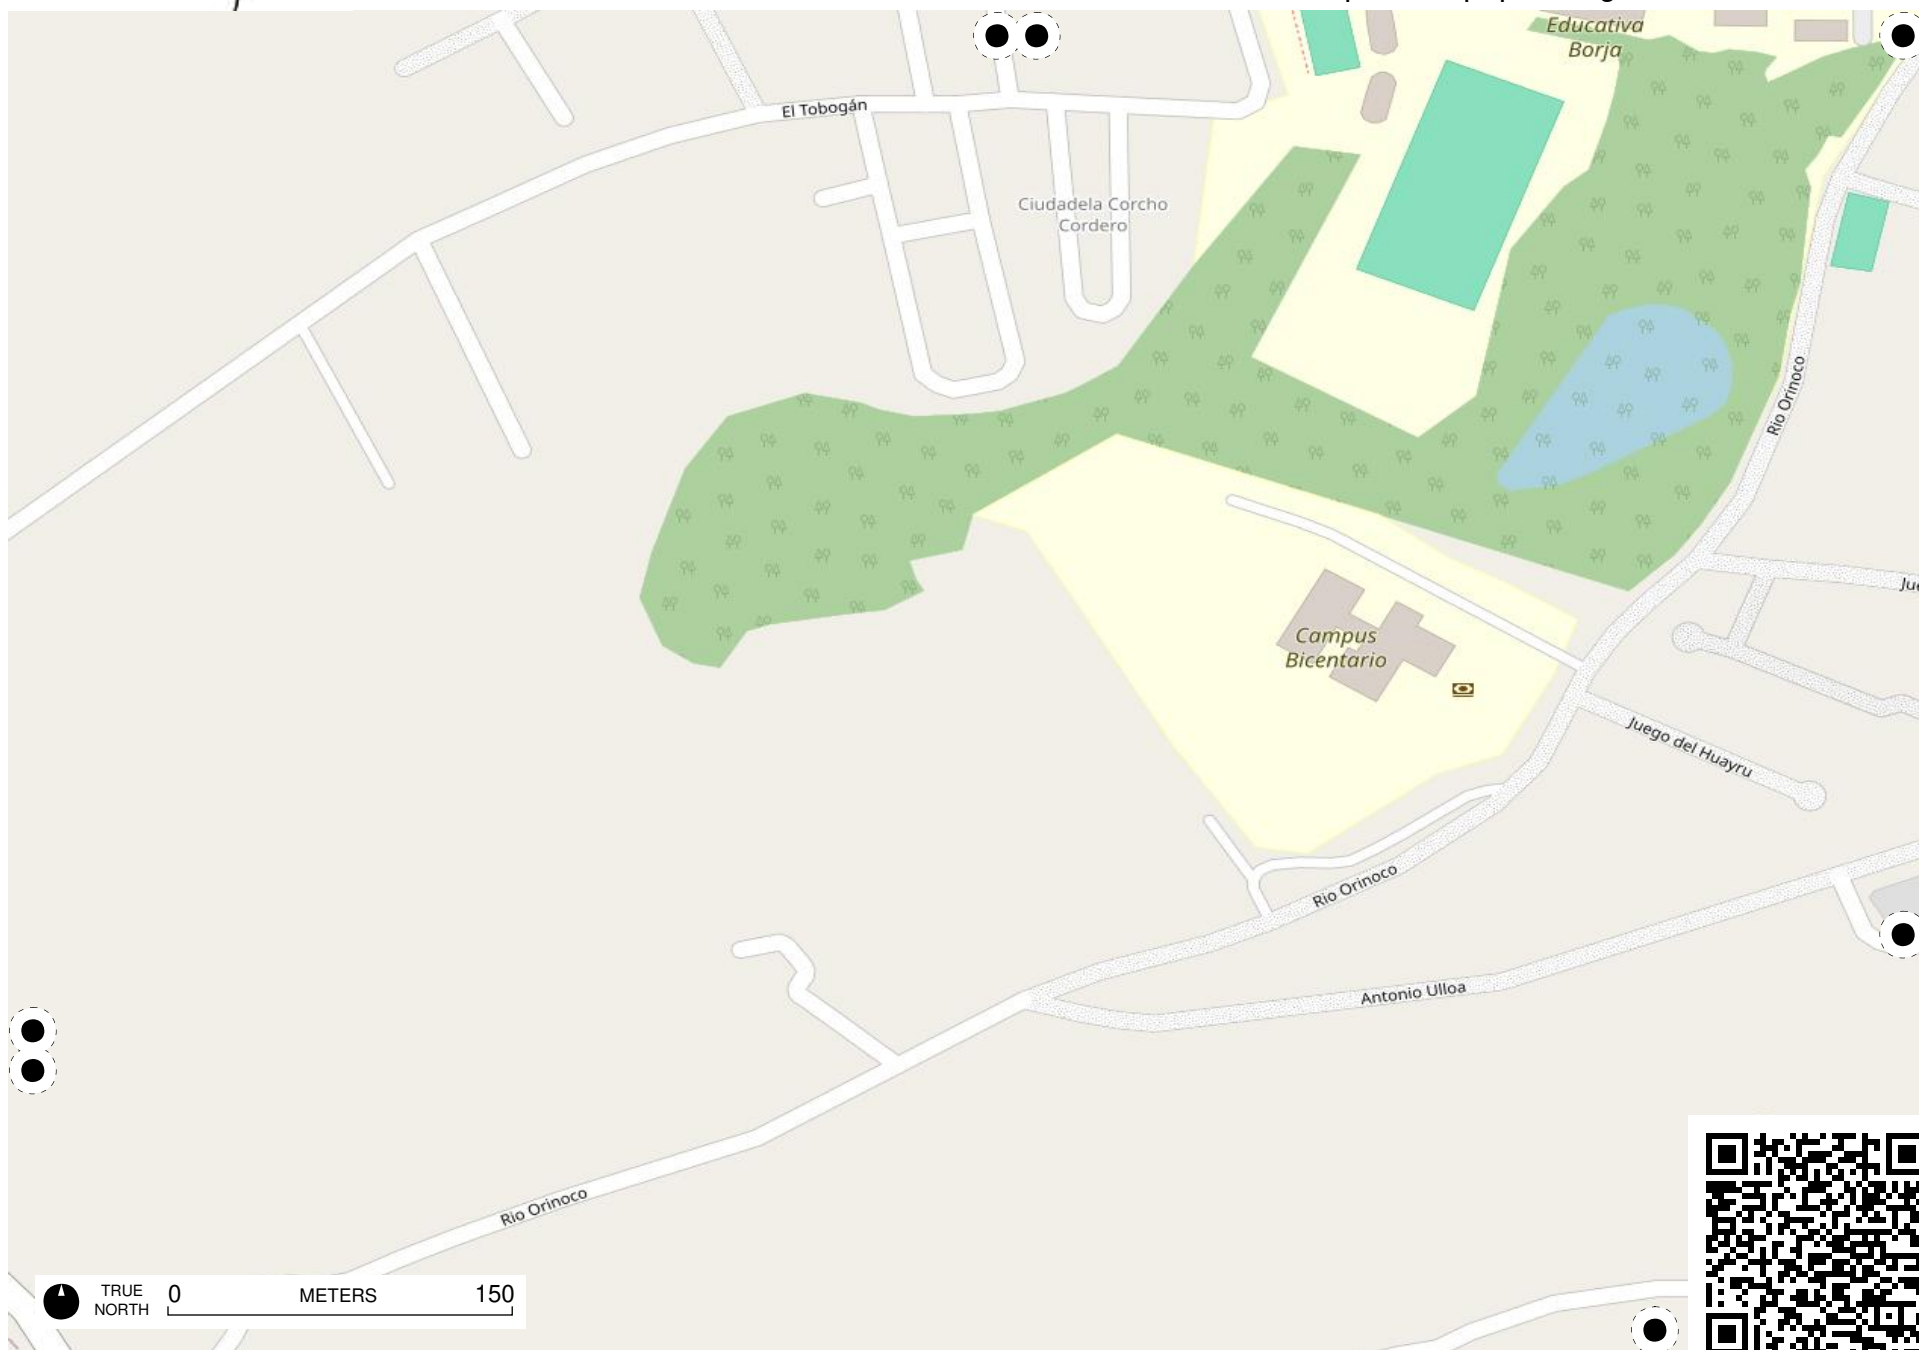 Educativa
Borja
El Tobogán
Ciudadela Corcho
Cordero
Rio Orinoco
Campus
Bicentario
Juego del Huayru
Rio Orinoco
Antonio Ulloa
Rio Orinoco
TRUE
NORTH
0 METERS 150